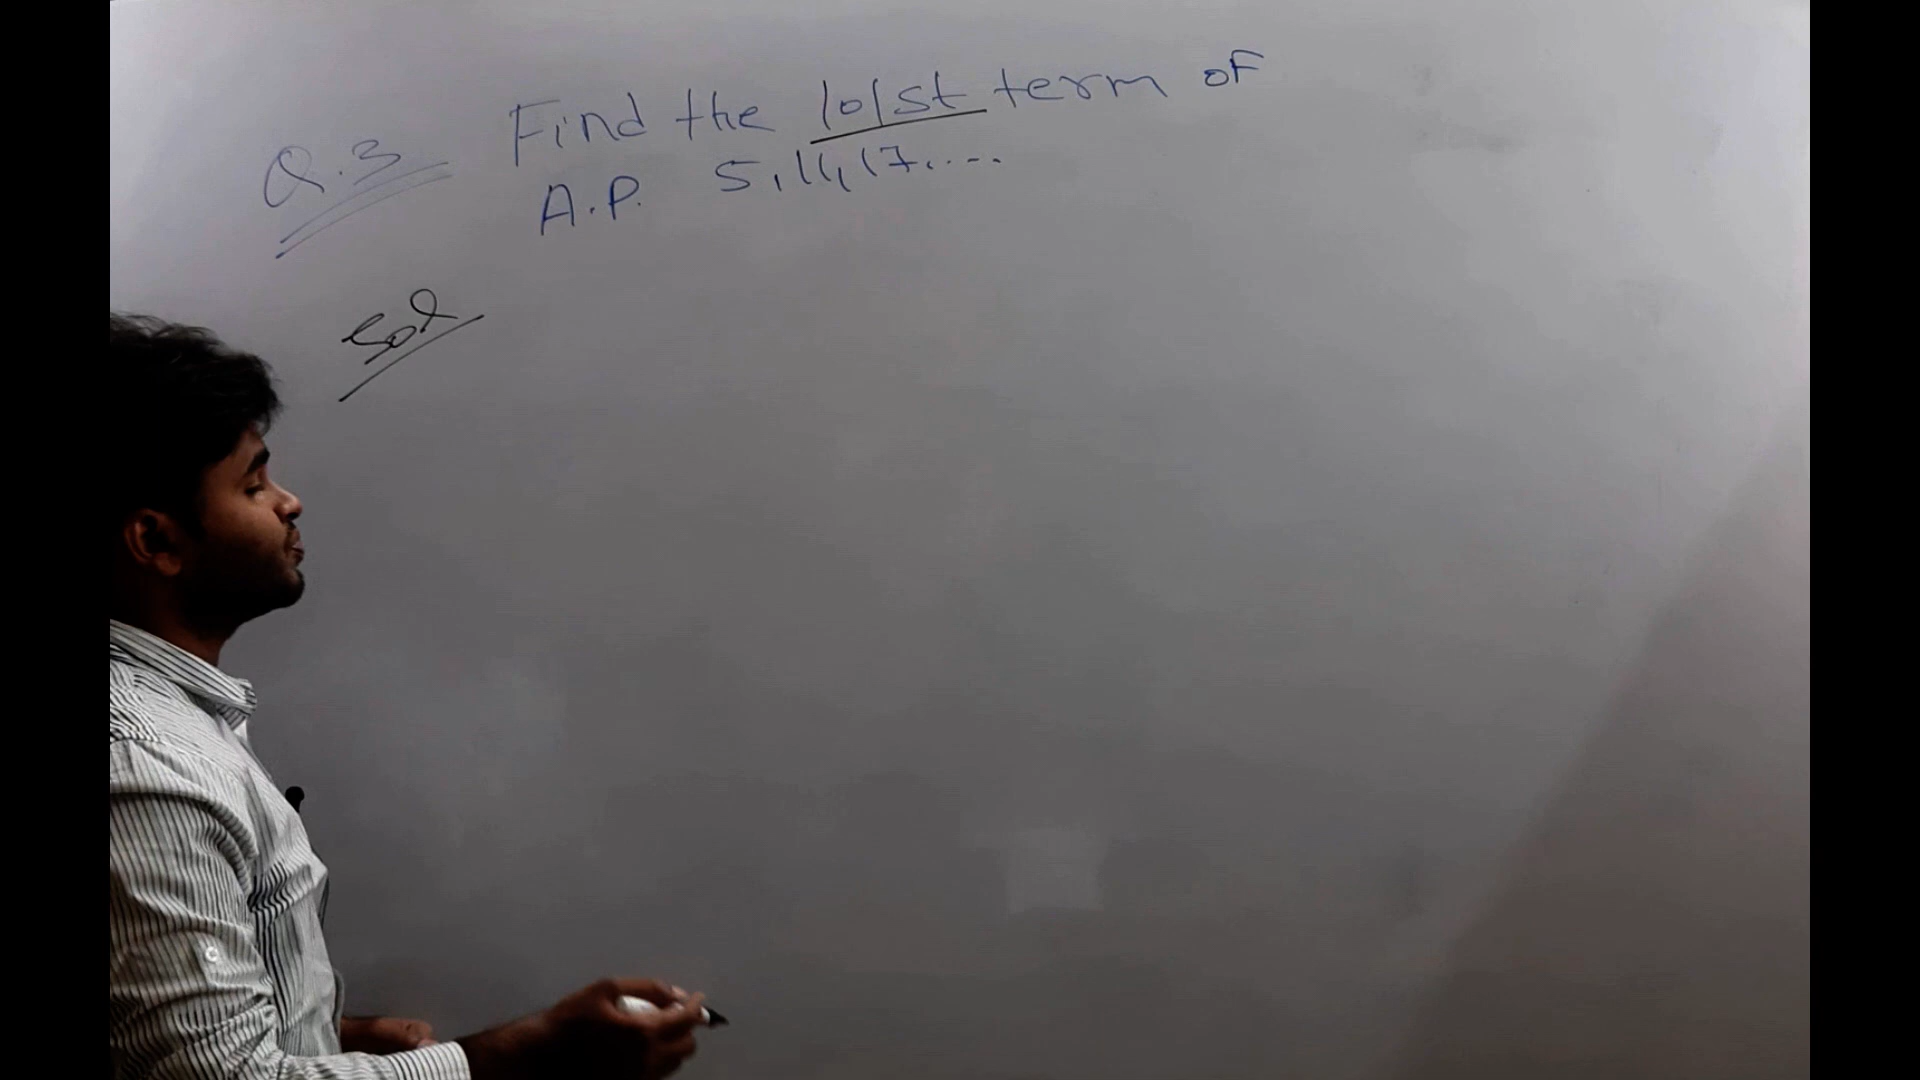 Q.3 Find the 101st term of
A.P. 5, 11, 17, ....
Sol